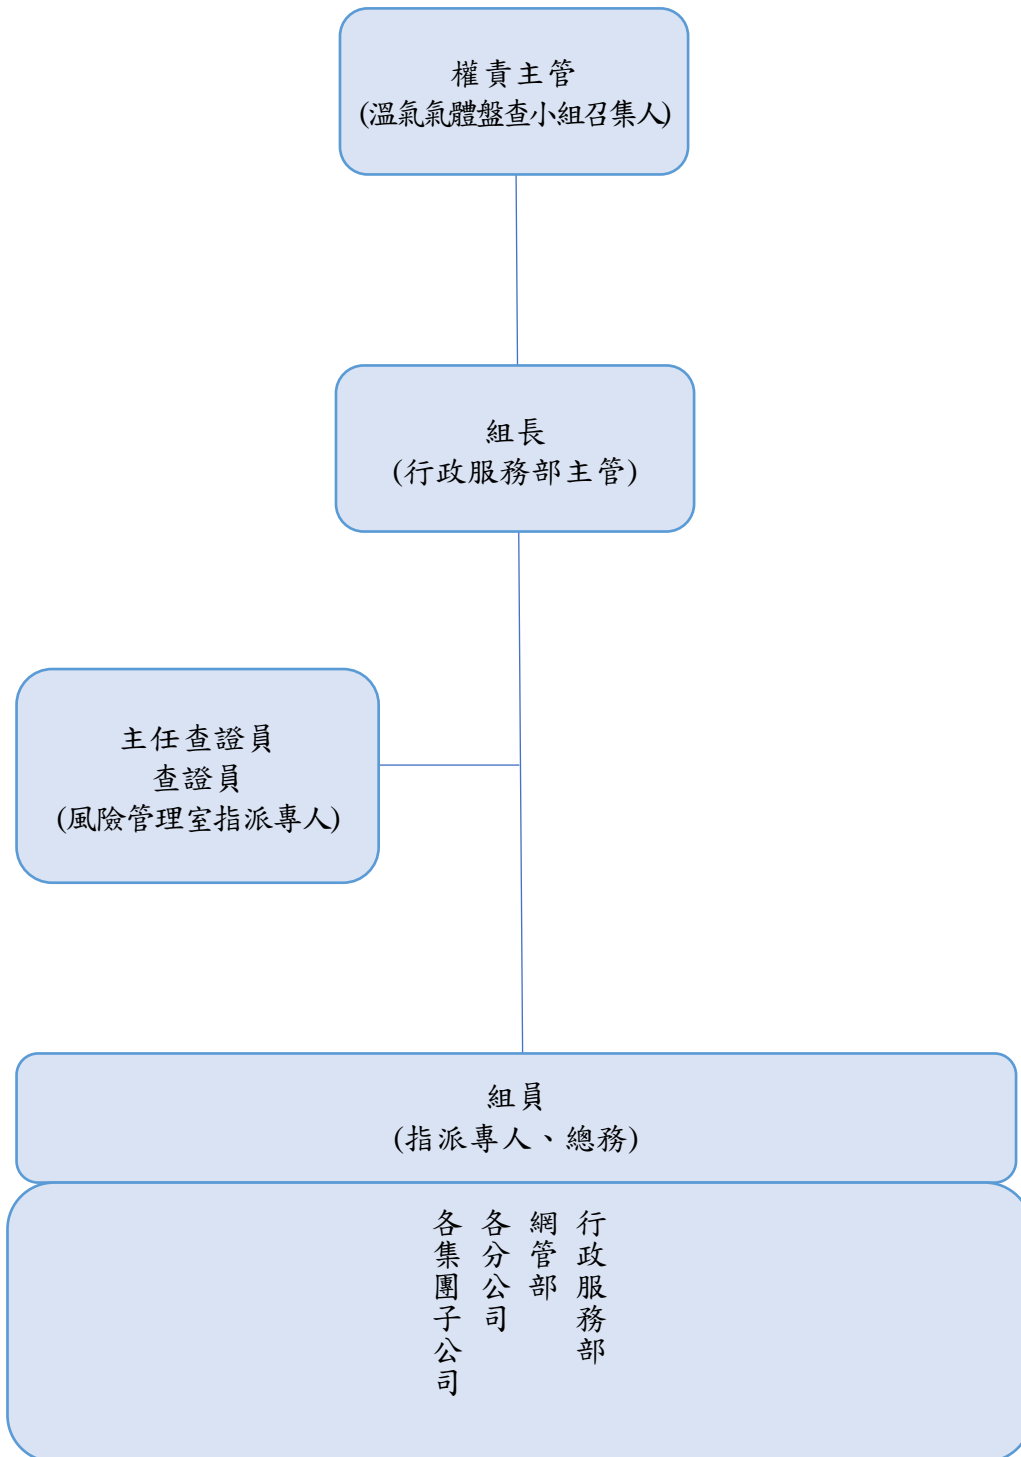 權責主管
(溫氣氣體盤查小組召集人)
組長
(行政服務部主管)
主任查證員
查證員
(風險管理室指派專人)
組員
(指派專人、總務)
行政服務部
網管部
各分公司
各集團子公司